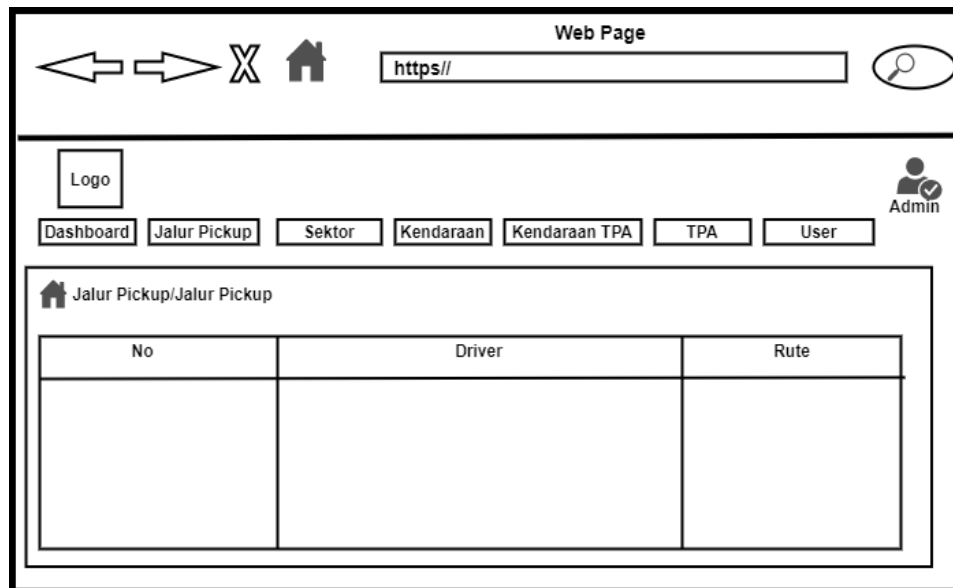 Web Page
X
https//
Logo
Admin
Dashboard Jalur Pickup Sektor Kendaraan Kendaraan TPA TPA User
Jalur Pickup/Jalur Pickup
No Driver Rute